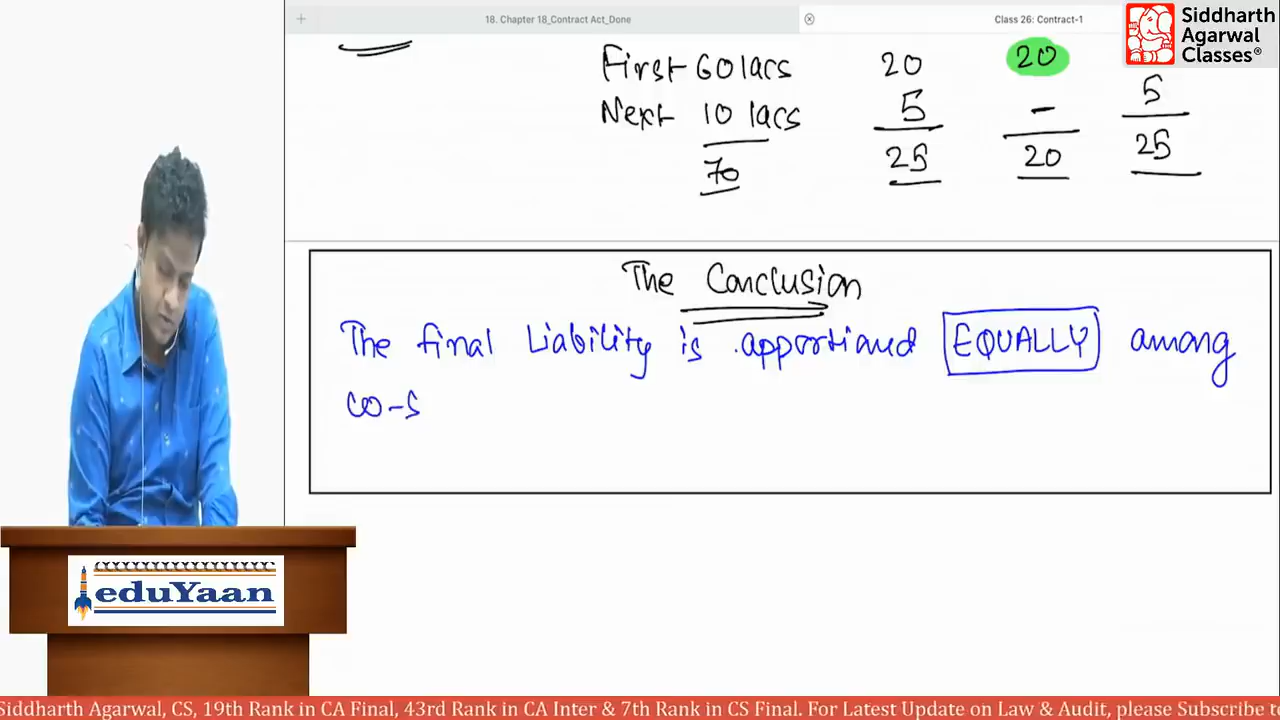 18. Chapter 18_Contract Act_Done
Class 26: Contract-1
Siddharth
Agarwal
Classes®
First 60 lacs 20 20
Next 10 lacs 5 - 5
70 25 20 25
The Conclusion
The final Liability is apportioned EQUALLY among
co-s
eduYaan
Siddharth Agarwal, CS, 19th Rank in CA Final, 43rd Rank in CA Inter & 7th Rank in CS Final. For Latest Update on Law & Audit, please Subscribe to